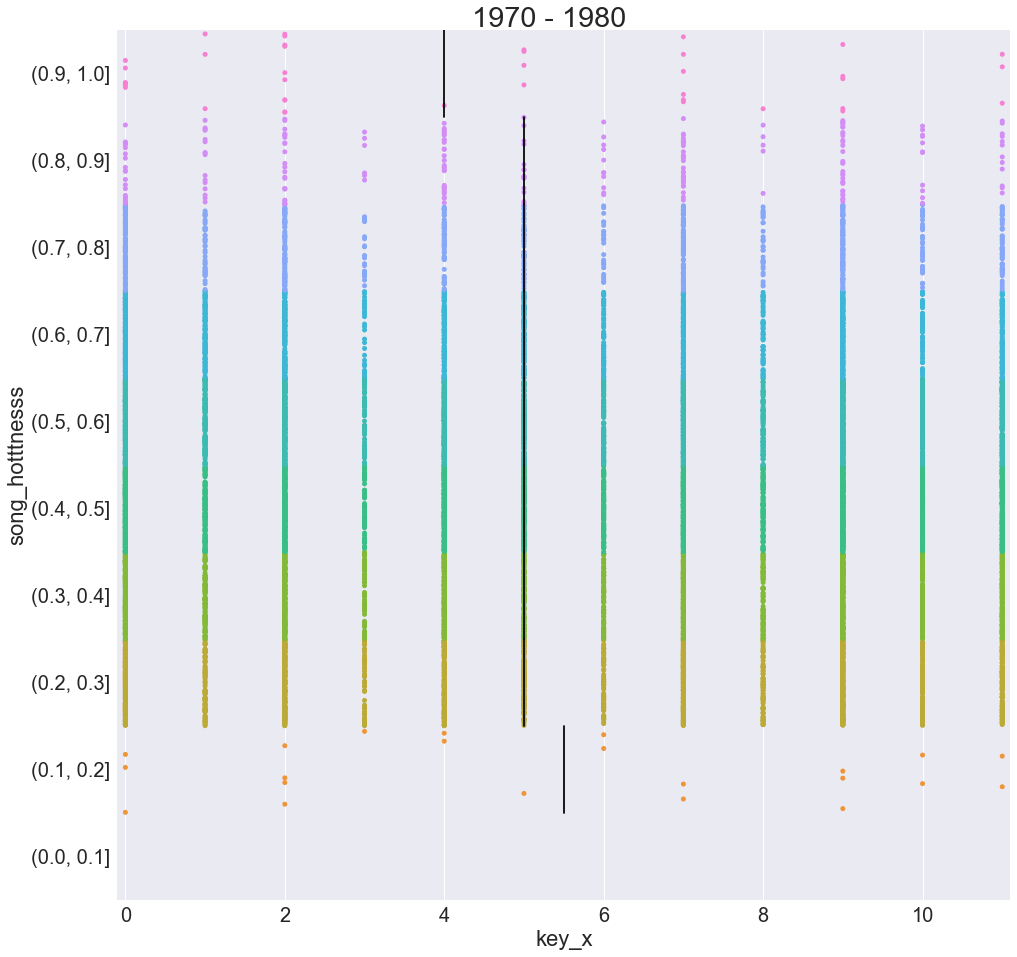 1970 - 1980
(0.9, 1.0]
(0.8, 0.9]
(0.7, 0.8]
(0.6, 0.7]
(0.5, 0.6]
(0.4, 0.5]
(0.3, 0.4]
(0.2, 0.3]
(0.1, 0.2]
(0.0, 0.1]
song_hotttnesss
0 2 4 6 8 10
key_x